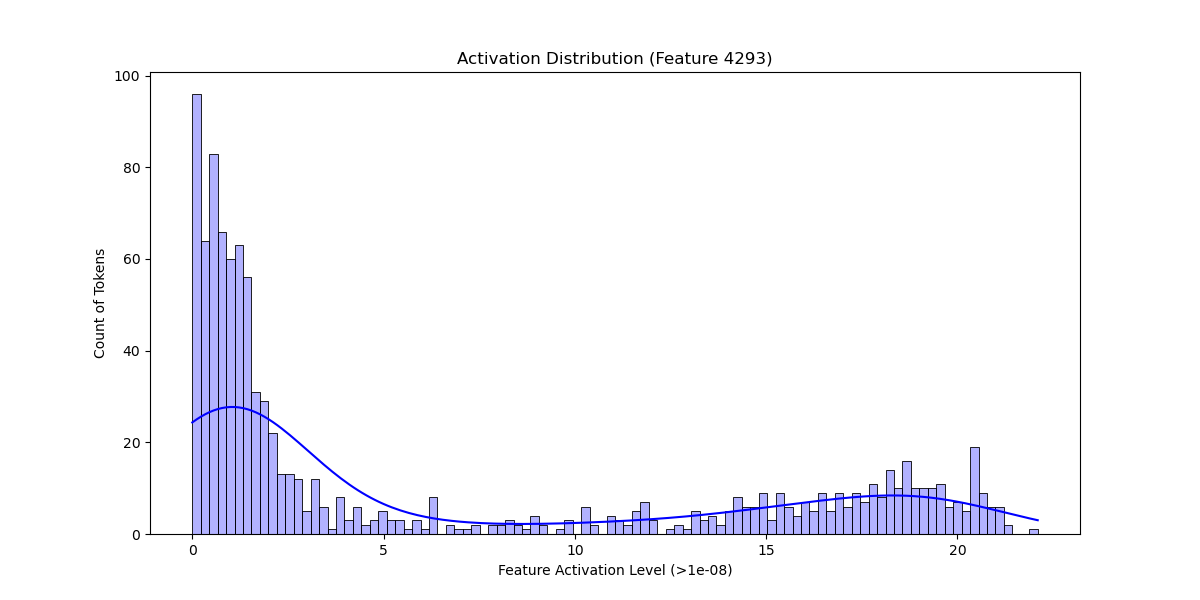 Activation Distribution (Feature 4293)
100
80
60
40
20
0
Count of Tokens
0 5 10 15 20
Feature Activation Level (>1e-08)